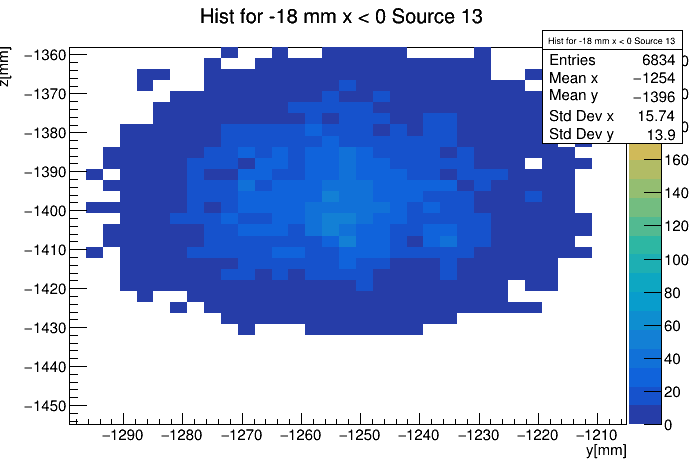 Hist for -18 mm x < 0 Source 13
Hist for -18 mm x < 0 Source 13
Entries 6834
Mean x −1254
Mean y −1396
Std Dev x 15.74
Std Dev y 13.9
z[mm]
−1360
−1370
−1380
−1390
−1400
−1410
−1420
−1430
−1440
−1450
−1290 −1280 −1270 −1260 −1250 −1240 −1230 −1220 −1210
y[mm]
160
140
120
100
80
60
40
20
0